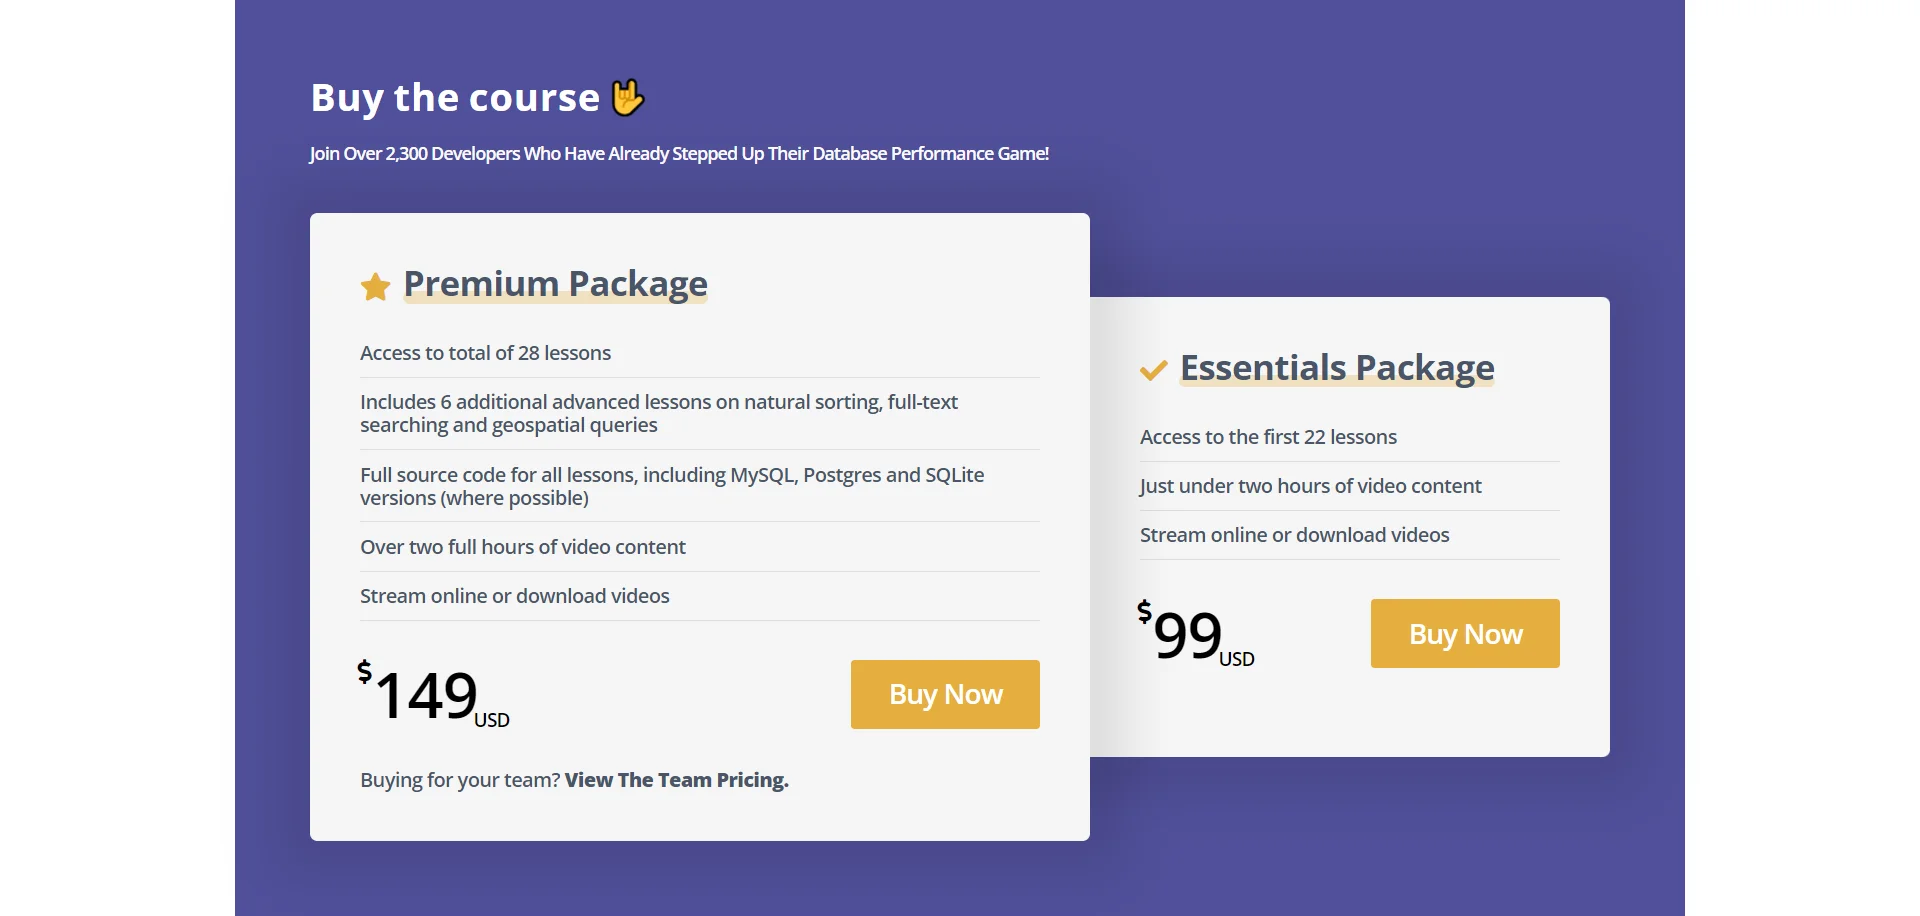 Buy the course 🤘
Join Over 2,300 Developers Who Have Already Stepped Up Their Database Performance Game!
Premium Package
Access to total of 28 lessons
Includes 6 additional advanced lessons on natural sorting, full-text
searching and geospatial queries
Full source code for all lessons, including MySQL, Postgres and SQLite
versions (where possible)
Over two full hours of video content
Stream online or download videos
$149 USD
Buy Now
Buying for your team? View The Team Pricing.
Essentials Package
Access to the first 22 lessons
Just under two hours of video content
Stream online or download videos
$99 USD
Buy Now